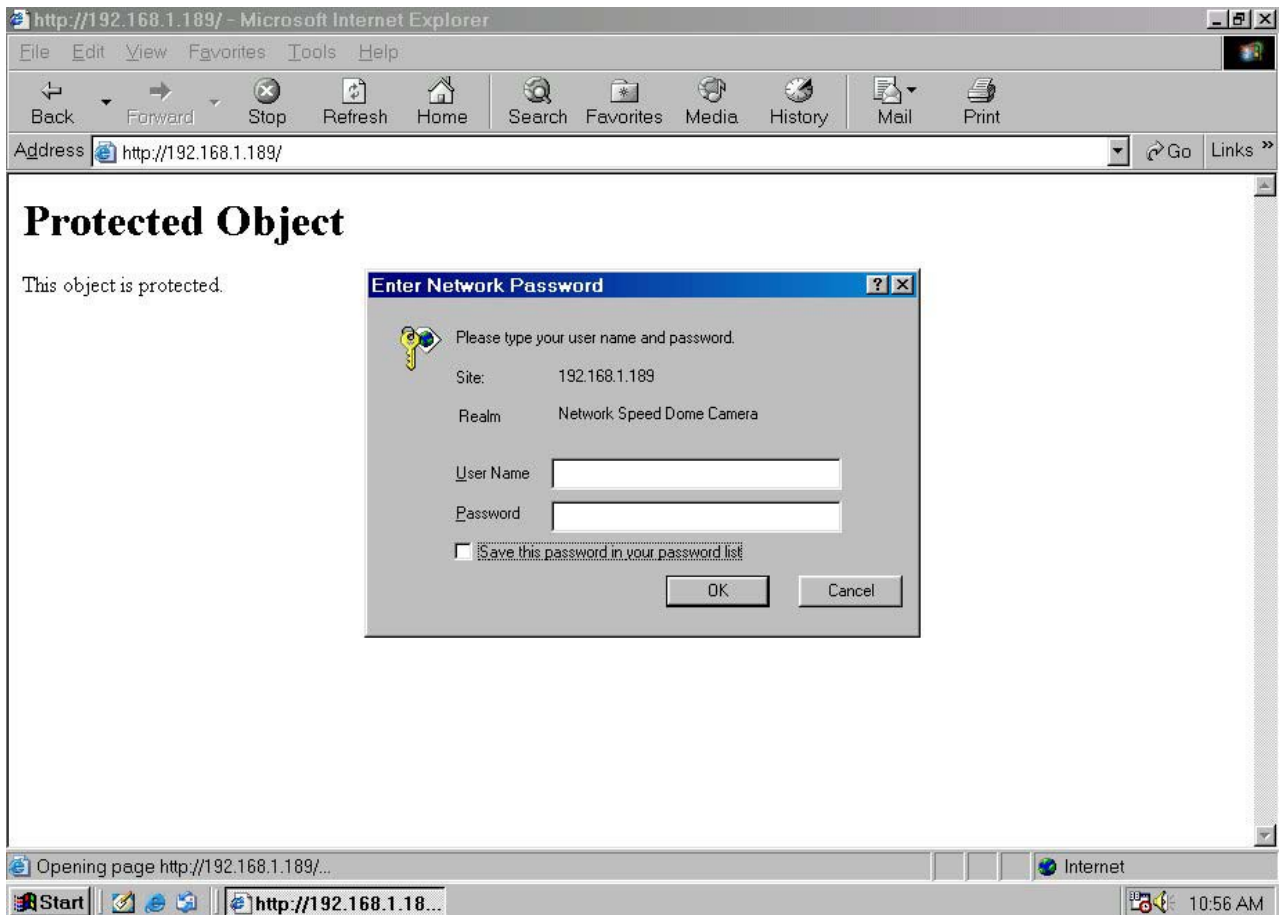 http://192.168.1.189/ - Microsoft Internet Explorer
File Edit View Favorites Tools Help
Back Forward Stop Refresh Home Search Favorites Media History Mail Print
Address http://192.168.1.189/ Go Links »
Protected Object
This object is protected.
Enter Network Password
Please type your user name and password.
Site: 192.168.1.189
Realm Network Speed Dome Camera
User Name
Password
Save this password in your password list
OK Cancel
Opening page http://192.168.1.189/... Internet
Start http://192.168.1.18... 10:56 AM